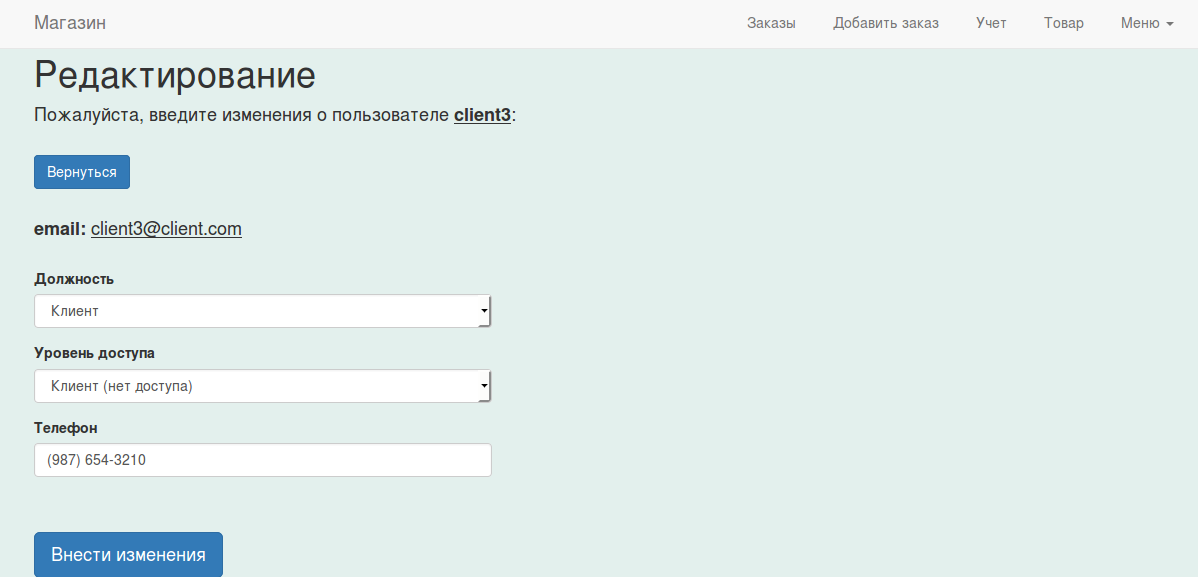 Магазин Заказы Добавить заказ Учет Товар Меню
Редактирование
Пожалуйста, введите изменения о пользователе client3:
Вернуться
email: client3@client.com
Должность
Клиент
Уровень доступа
Клиент (нет доступа)
Телефон
(987) 654-3210
Внести изменения